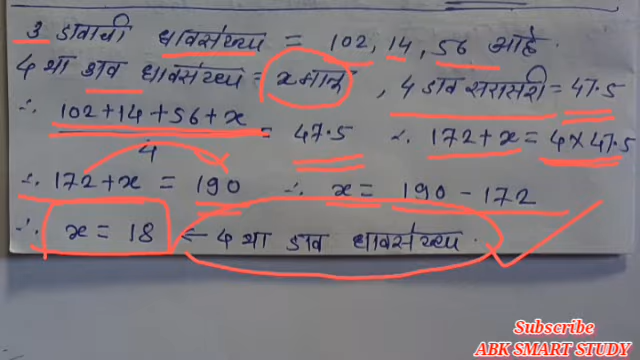 3 डावाची धावसंख्या = 102, 14, 56 आहे.
4 था डाव धावसंख्या = x मानू, 4 डाव सरासरी = 47.5
∴ 102+14+56+x / 4 = 47.5 ∴ 172+x = 4×47.5
∴ 172+x = 190 ∴ x = 190 - 172
∴ x = 18 ← 4 था डाव धावसंख्या.
Subscribe
ABK SMART STUDY